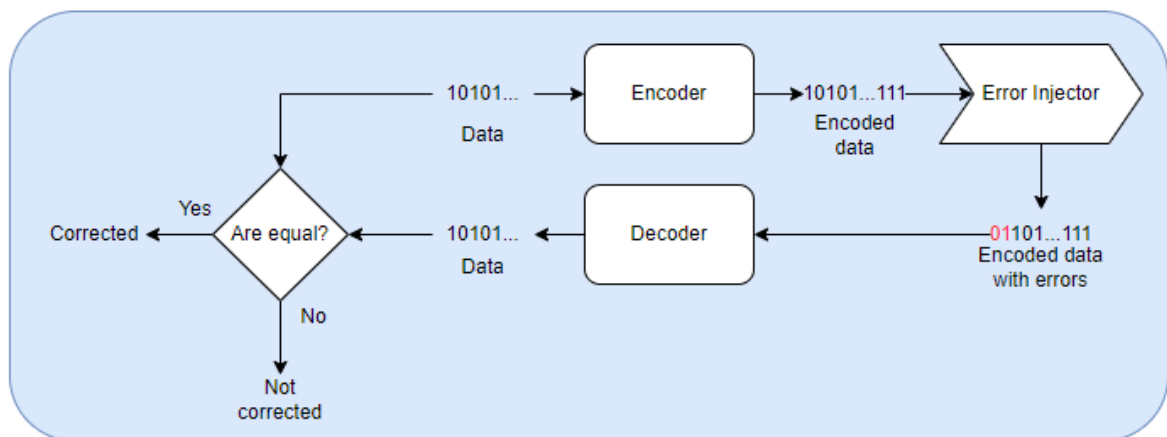 10101...
Data
Encoder
10101...111
Encoded
data
Error Injector
Yes
Corrected
Are equal?
10101...
Data
Decoder
01101...111
Encoded data
with errors
No
Not
corrected